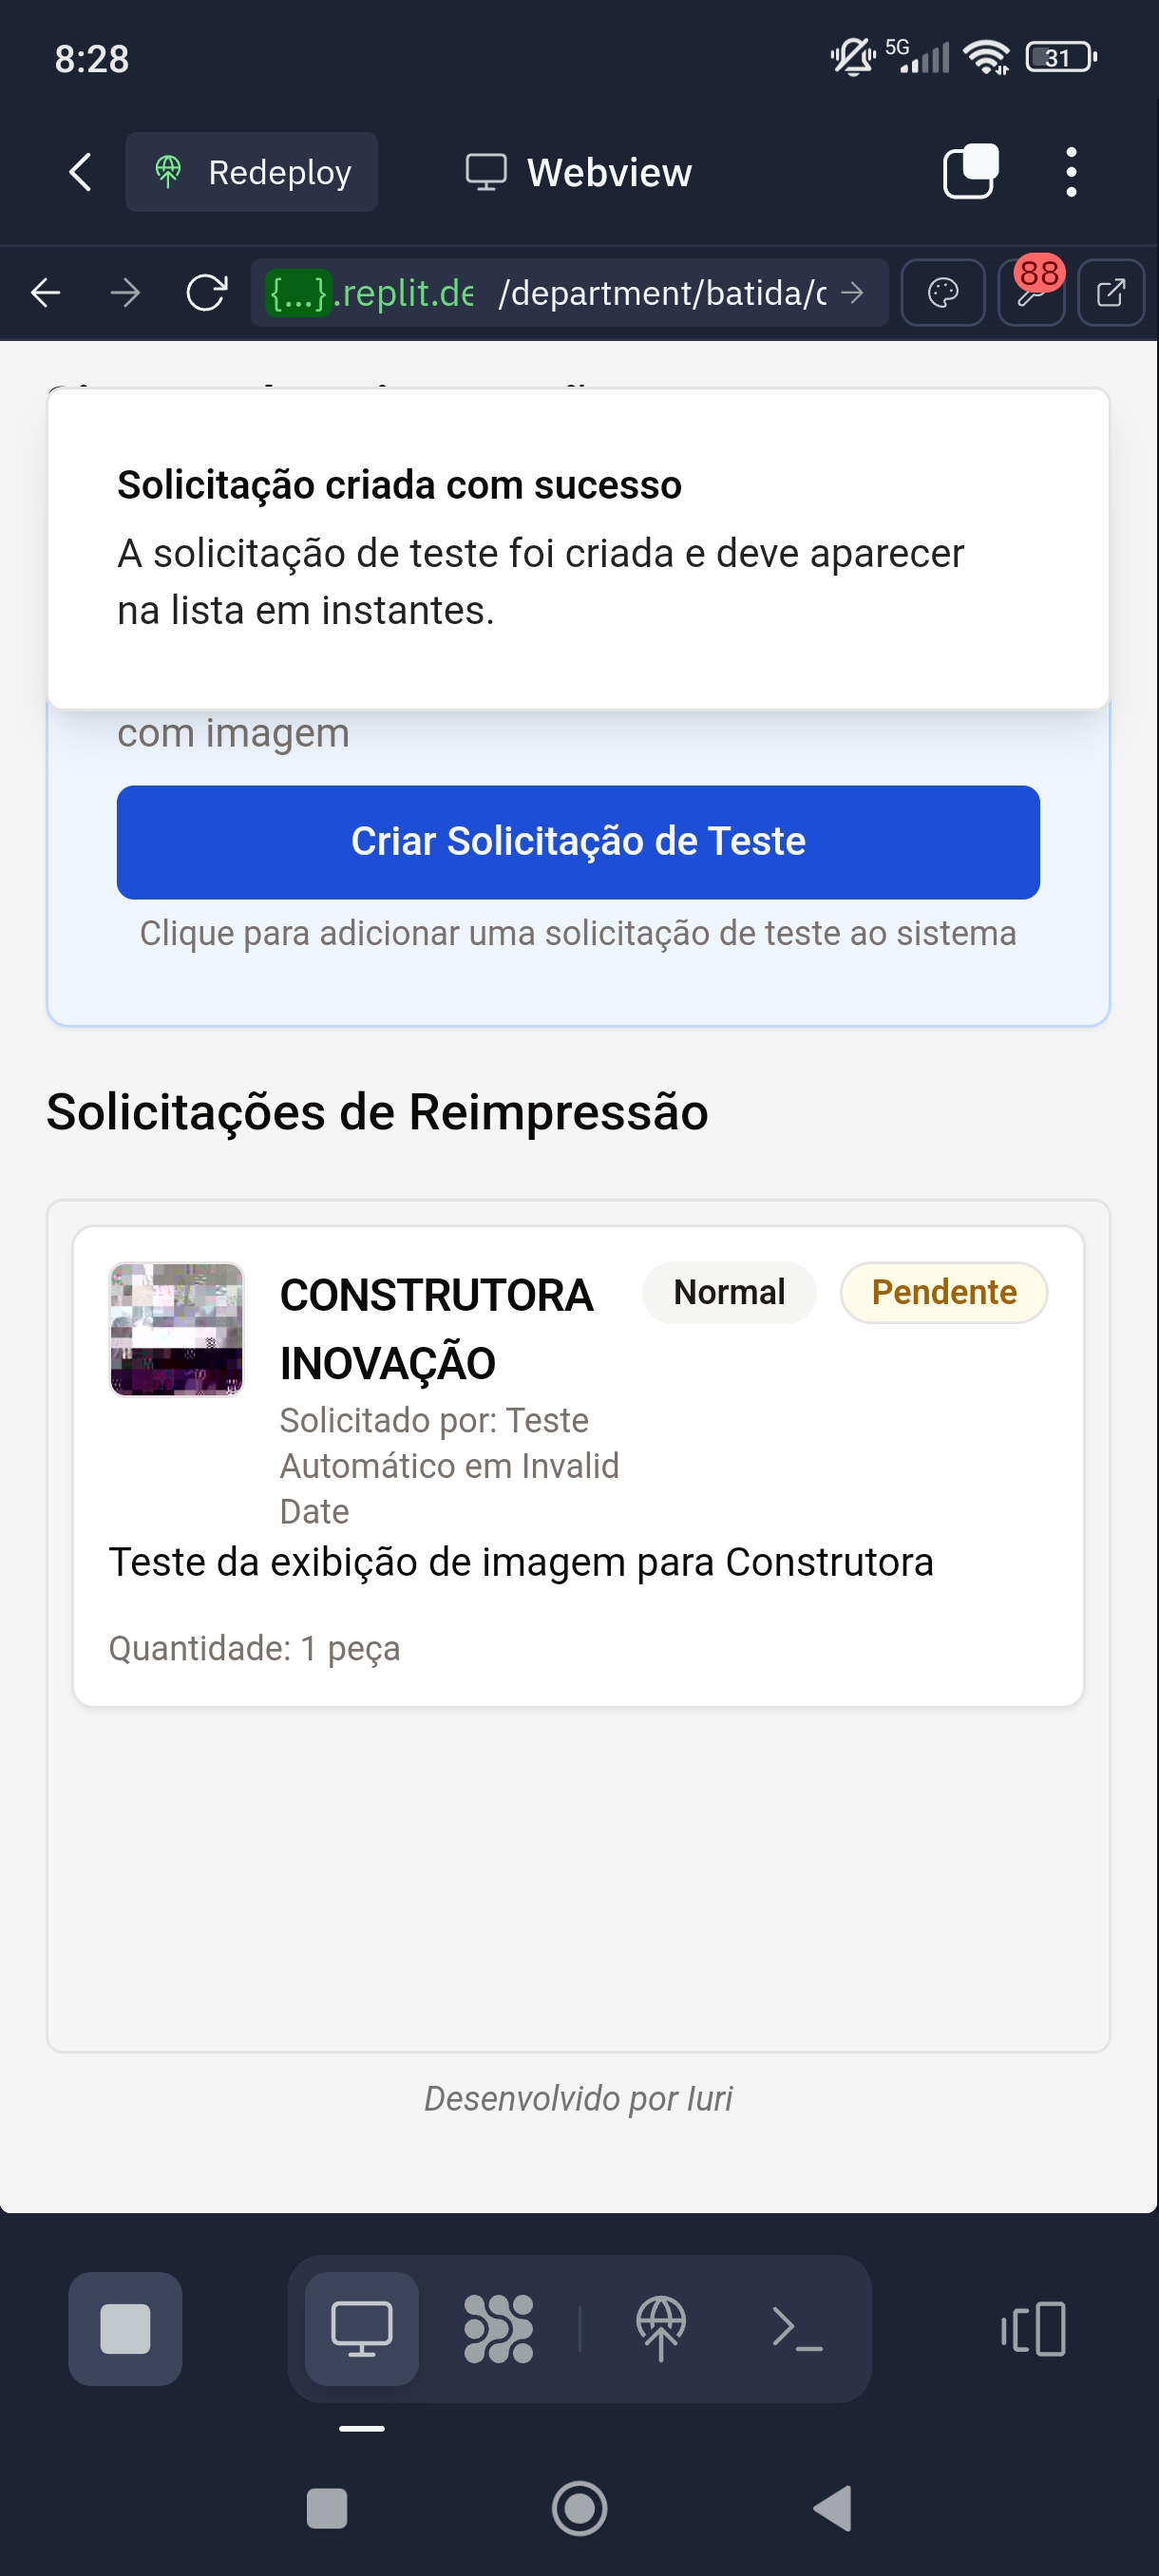 8:28
5G
31
Redeploy
Webview
{...}.replit.de /department/batida/c
88
Solicitação criada com sucesso
A solicitação de teste foi criada e deve aparecer
na lista em instantes.
com imagem
Criar Solicitação de Teste
Clique para adicionar uma solicitação de teste ao sistema
Solicitações de Reimpressão
CONSTRUTORA
INOVAÇÃO
Normal
Pendente
Solicitado por: Teste
Automático em Invalid
Date
Teste da exibição de imagem para Construtora
Quantidade: 1 peça
Desenvolvido por Iuri